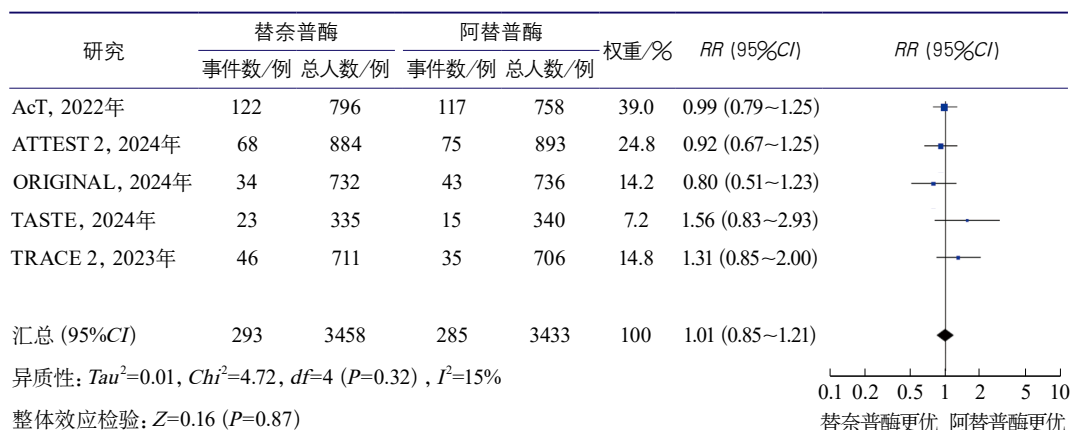 研究 替奈普酶 阿替普酶 权重/% RR (95%CI) RR (95%CI)
事件数/例 总人数/例 事件数/例 总人数/例
AcT, 2022年 122 796 117 758 39.0 0.99 (0.79~1.25)
ATTEST 2, 2024年 68 884 75 893 24.8 0.92 (0.67~1.25)
ORIGINAL, 2024年 34 732 43 736 14.2 0.80 (0.51~1.23)
TASTE, 2024年 23 335 15 340 7.2 1.56 (0.83~2.93)
TRACE 2, 2023年 46 711 35 706 14.8 1.31 (0.85~2.00)
汇总 (95%CI) 293 3458 285 3433 100 1.01 (0.85~1.21)
异质性: Tau²=0.01, Chi²=4.72, df=4 (P=0.32) , I²=15%
0.1 0.2 0.5 1 2 5 10
整体效应检验: Z=0.16 (P=0.87)
替奈普酶更优 阿替普酶更优